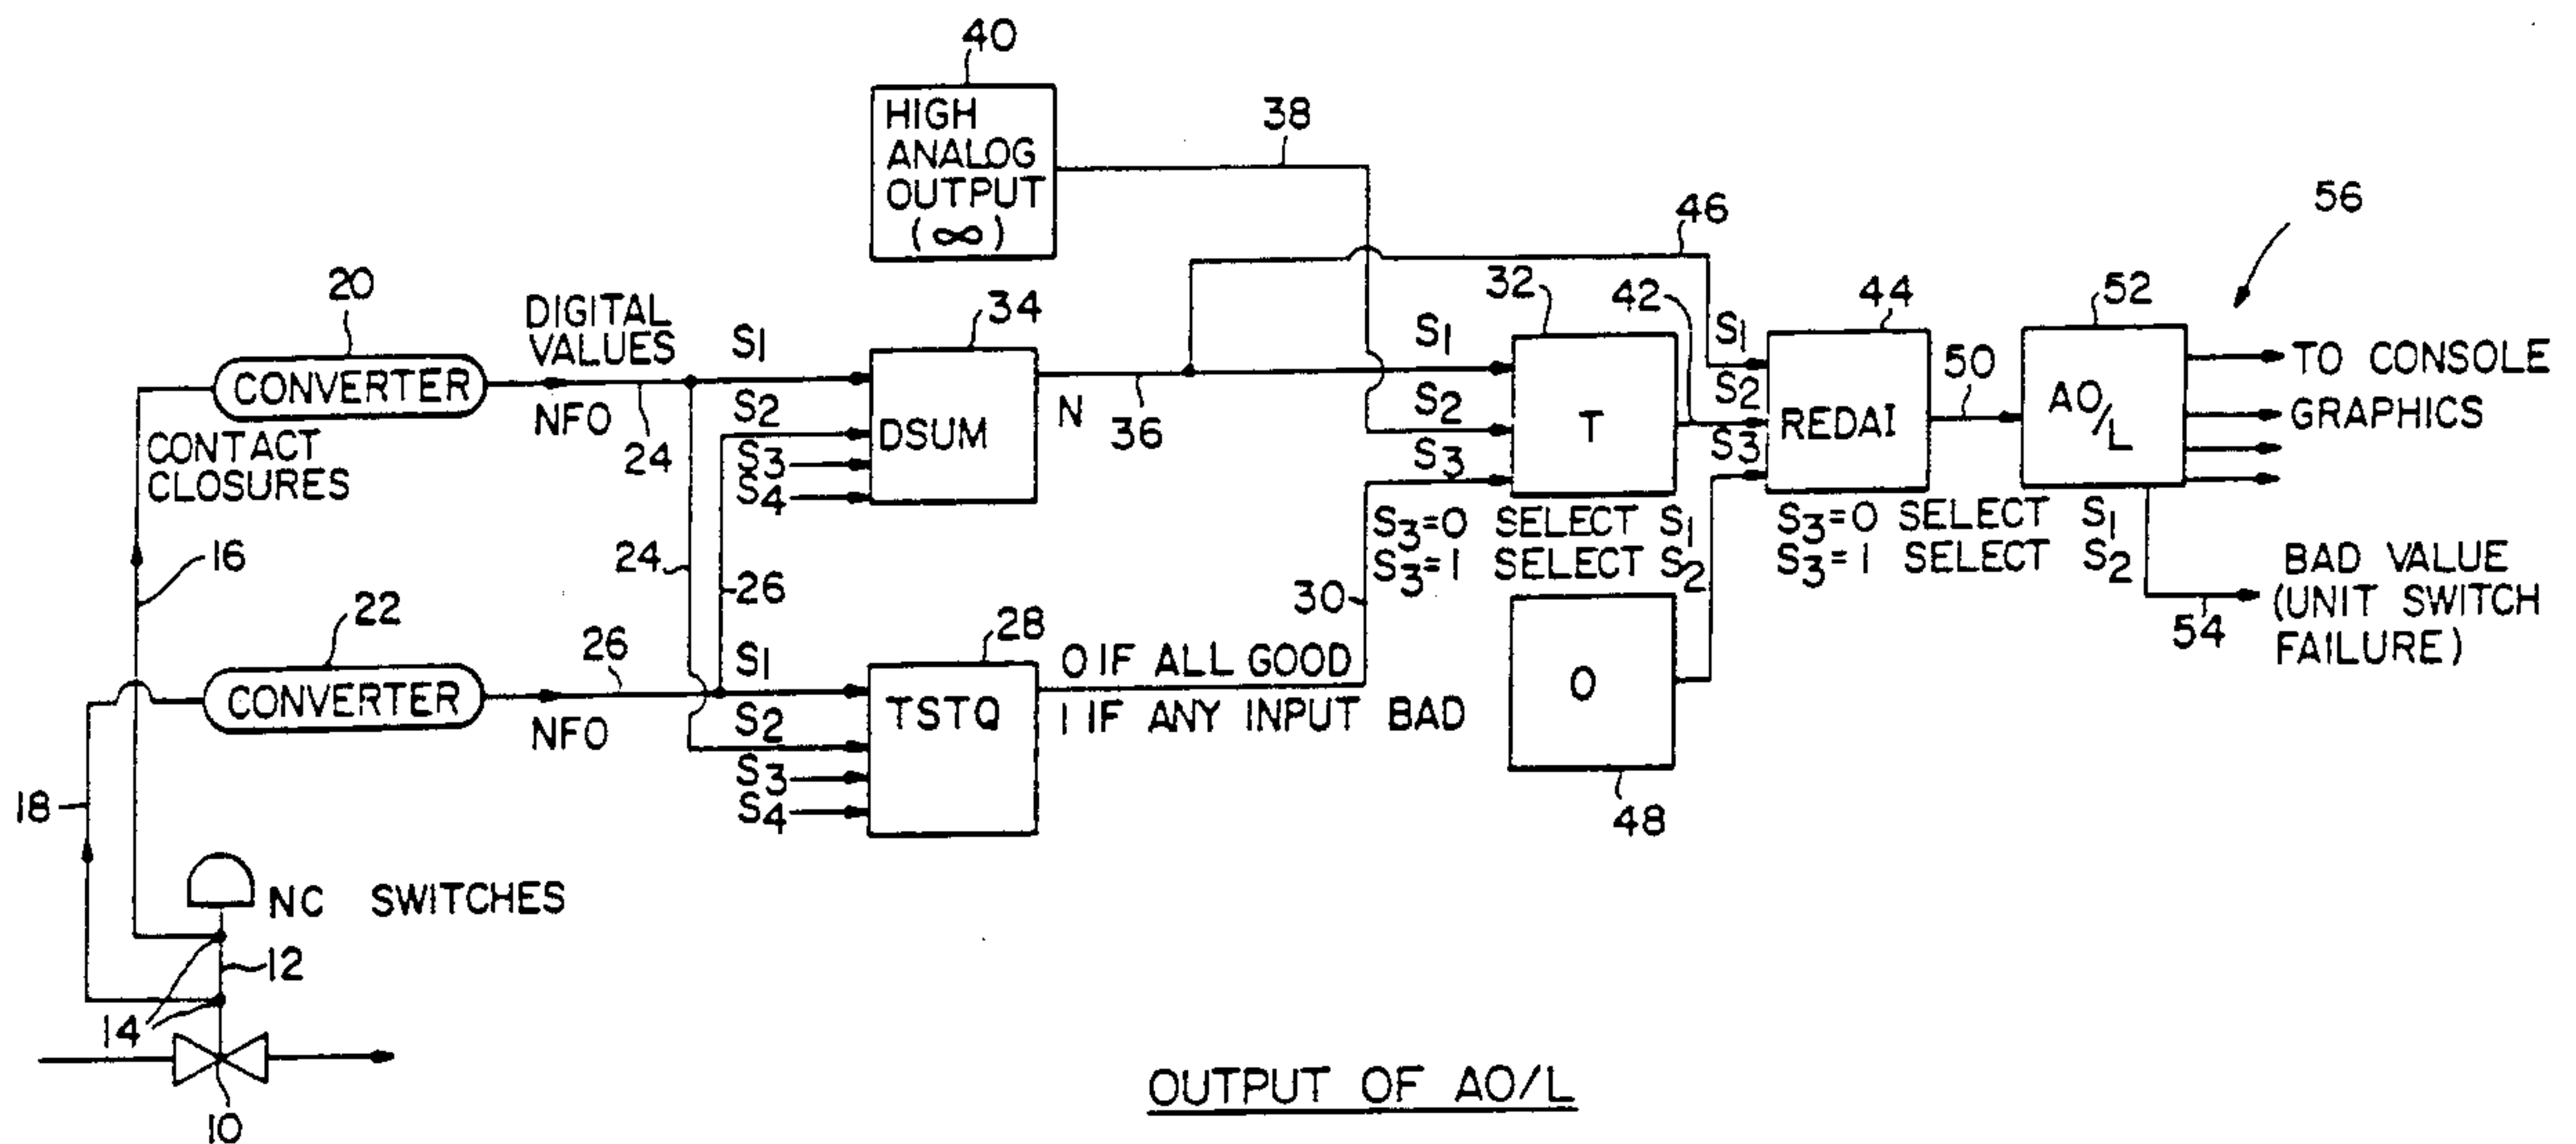 40
HIGH
ANALOG
OUTPUT
(∞)
38
56
46
20
DIGITAL
VALUES
S1
34
32
42
44
52
CONVERTER
NFO
24
S2
S3
S4
DSUM
N
36
S1
S2
S3
T
S1
S2
S3
REDAI
50
AO/L
TO CONSOLE
GRAPHICS
CONTACT
CLOSURES
S3=0 SELECT S1
S3=1 SELECT S2
S3=0 SELECT S1
S3=1 SELECT S2
16
24
26
30
54
BAD VALUE
(UNIT SWITCH
FAILURE)
22
26
S1
28
CONVERTER
NFO
S2
S3
S4
TSTQ
0 IF ALL GOOD
1 IF ANY INPUT BAD
0
48
18
NC SWITCHES
12
14
10
OUTPUT OF AO/L